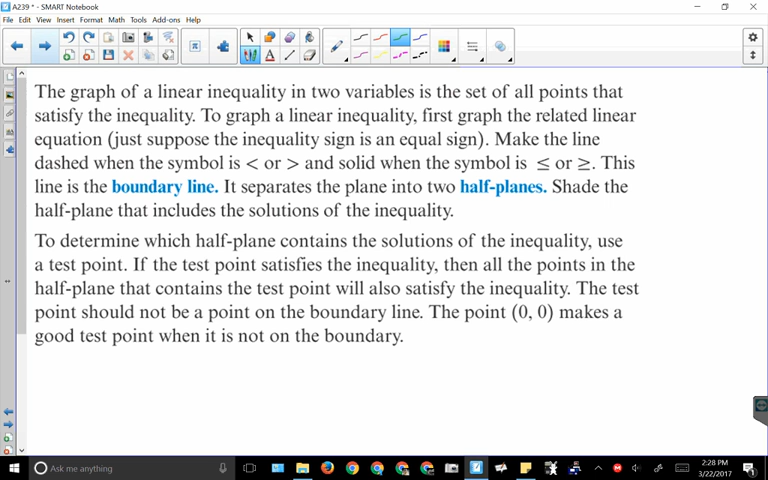 A239 * - SMART Notebook
File Edit View Insert Format Math Tools Add-ons Help
The graph of a linear inequality in two variables is the set of all points that
satisfy the inequality. To graph a linear inequality, first graph the related linear
equation (just suppose the inequality sign is an equal sign). Make the line
dashed when the symbol is < or > and solid when the symbol is ≤ or ≥. This
line is the boundary line. It separates the plane into two half-planes. Shade the
half-plane that includes the solutions of the inequality.
To determine which half-plane contains the solutions of the inequality, use
a test point. If the test point satisfies the inequality, then all the points in the
half-plane that contains the test point will also satisfy the inequality. The test
point should not be a point on the boundary line. The point (0, 0) makes a
good test point when it is not on the boundary.
Ask me anything
2:28 PM
3/22/2017